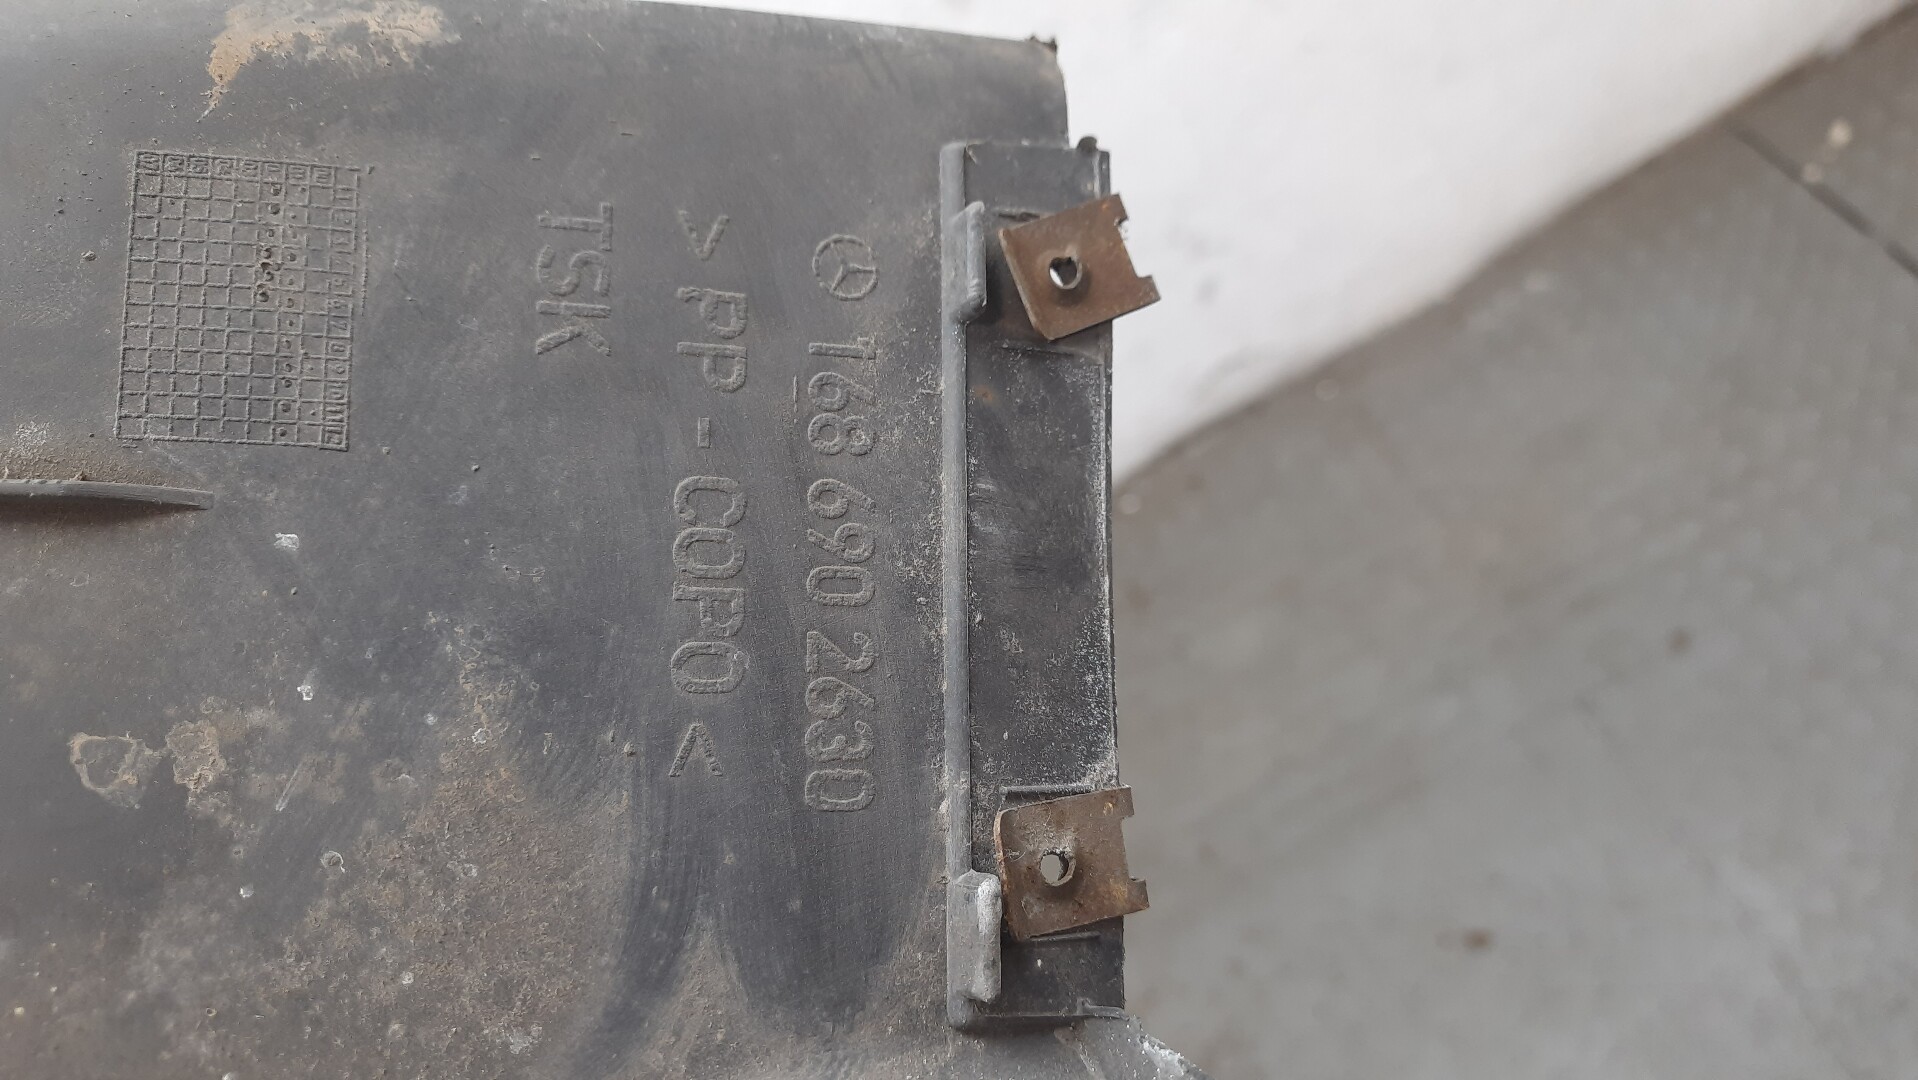 168 690 2630
>PP-COPO<
TSK